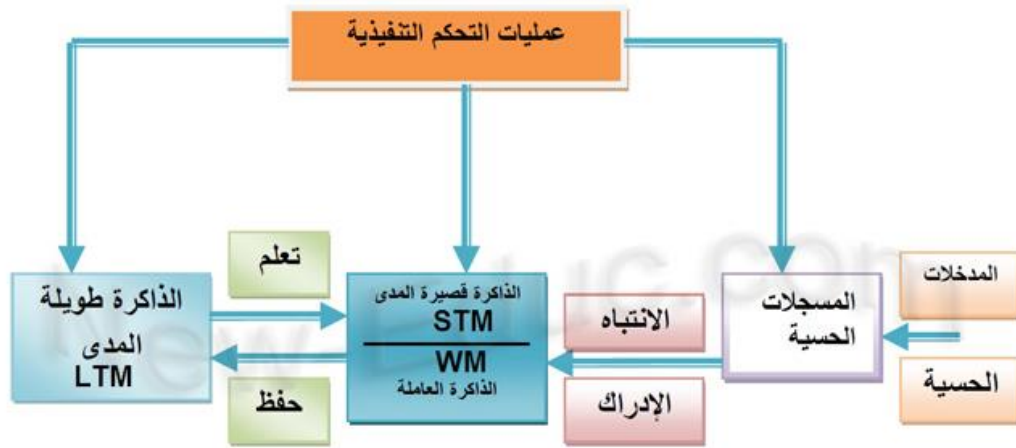 عمليات التحكم التنفيذية
المدخلات
الحسية
المسجلات
الحسية
الانتباه
الإدراك
الذاكرة قصيرة المدى
STM
WM
الذاكرة العاملة
تعلم
حفظ
الذاكرة طويلة
المدى
LTM